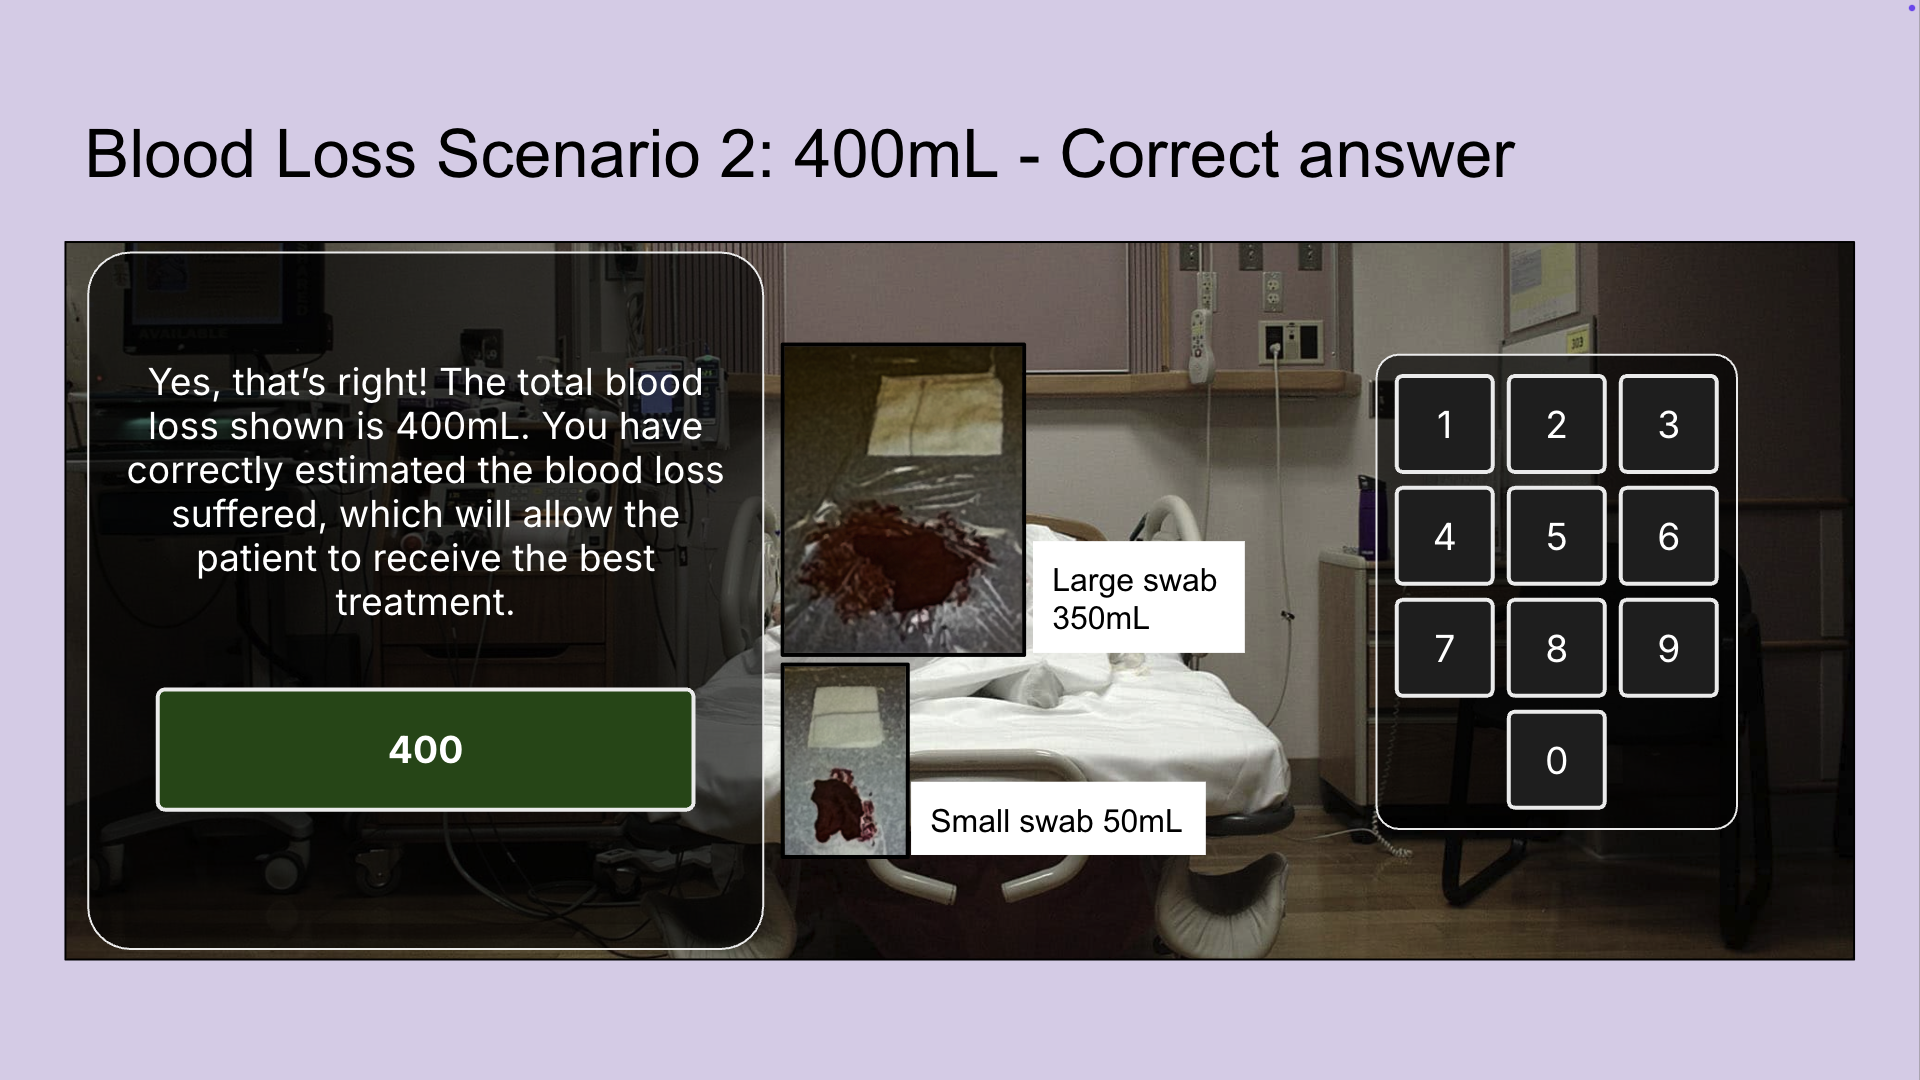 Blood Loss Scenario 2: 400mL - Correct answer
AVAILABLE
Yes, that’s right! The total blood
loss shown is 400mL. You have
correctly estimated the blood loss
suffered, which will allow the
patient to receive the best
treatment.
400
Large swab
350mL
Small swab 50mL
303
1 2 3
4 5 6
7 8 9
0